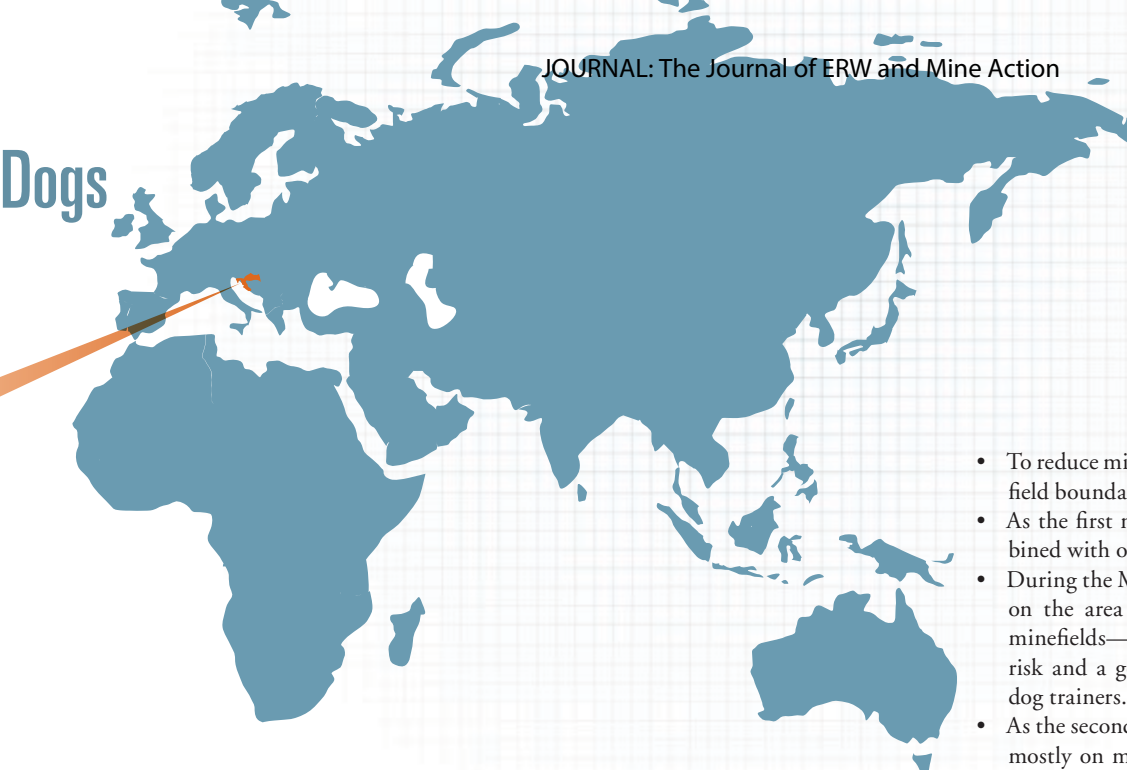 JOURNAL: The Journal of ERW and Mine Action
Dogs
• To reduce mi
field bounda
• As the first
bined with o
• During the M
on the area
minefields—
risk and a g
dog trainers.
• As the second
mostly on m